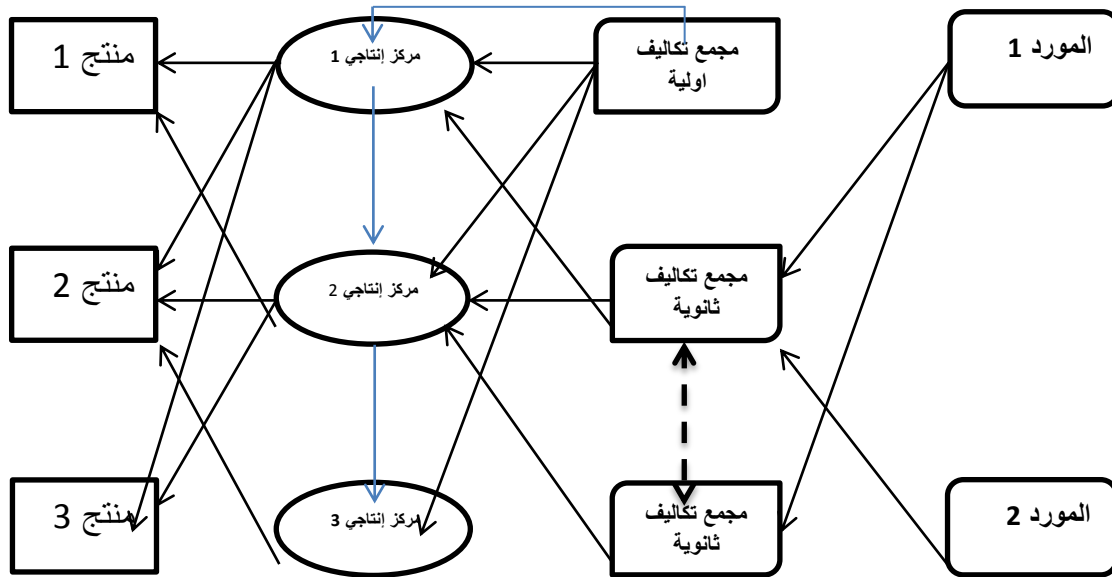 المورد 1
مجمع تكاليف
اولية
مركز إنتاجي 1
منتج 1
مجمع تكاليف
ثانوية
مركز إنتاجي 2
منتج 2
المورد 2
مجمع تكاليف
ثانوية
مركز إنتاجي 3
منتج 3